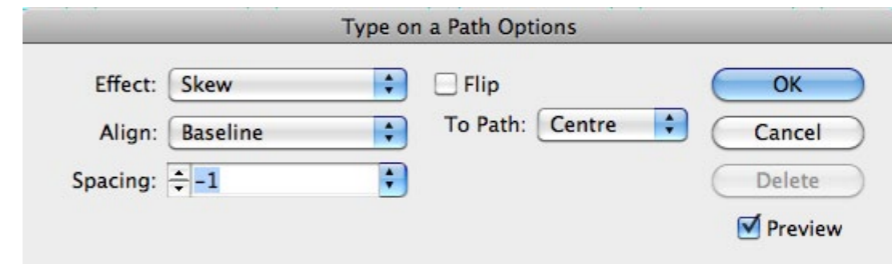 Type on a Path Options
Effect: Skew Flip OK
Align: Baseline To Path: Centre Cancel
Spacing: -1 Delete
Preview